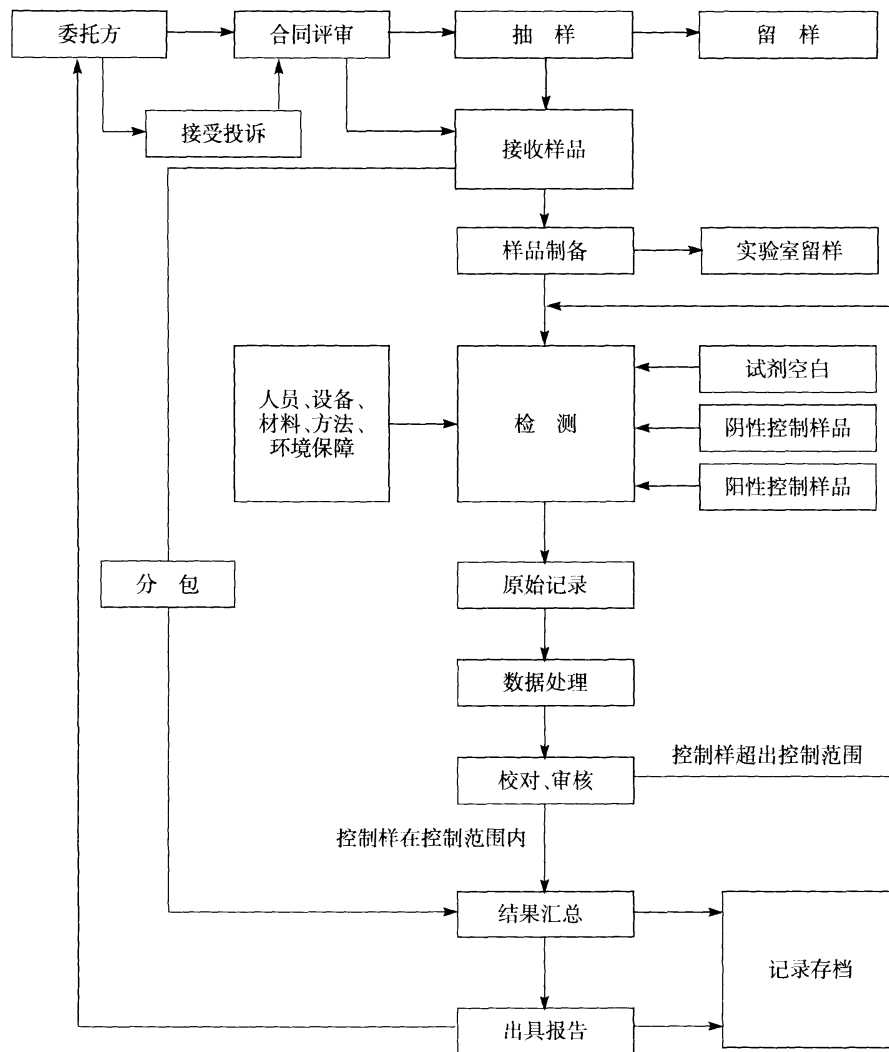 委托方
合同评审
抽 样
留 样
接受投诉
接收样品
样品制备
实验室留样
人员、设备、
材料、方法、
环境保障
检 测
试剂空白
阴性控制样品
阳性控制样品
分 包
原始记录
数据处理
校对、审核
控制样超出控制范围
控制样在控制范围内
结果汇总
记录存档
出具报告